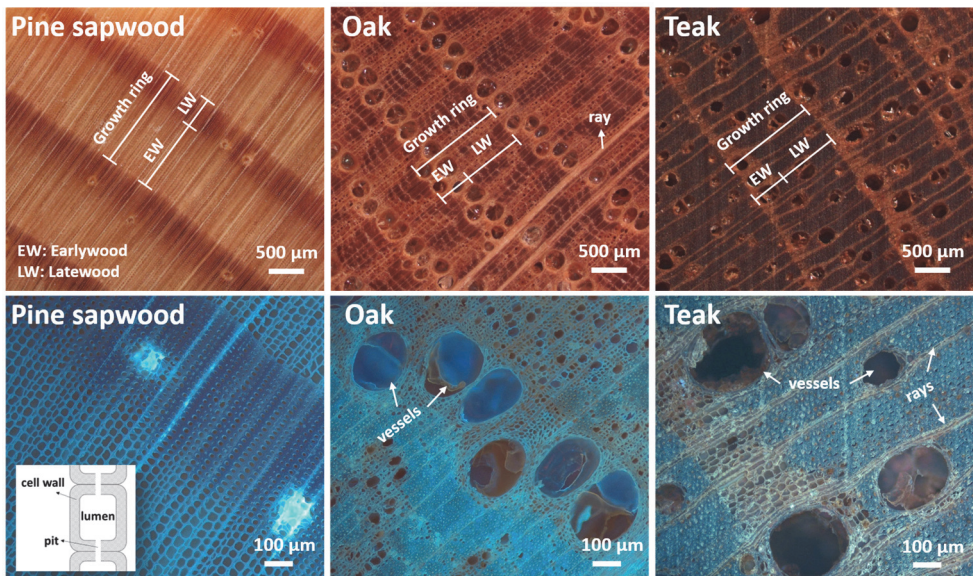 Pine sapwood
Growth ring
LW
EW
EW: Earlywood
LW: Latewood
500 µm
Oak
Growth ring
EW
LW
ray
500 µm
Teak
Growth ring
EW
LW
500 µm
Pine sapwood
cell wall
lumen
pit
100 µm
Oak
vessels
100 µm
Teak
vessels
rays
100 µm